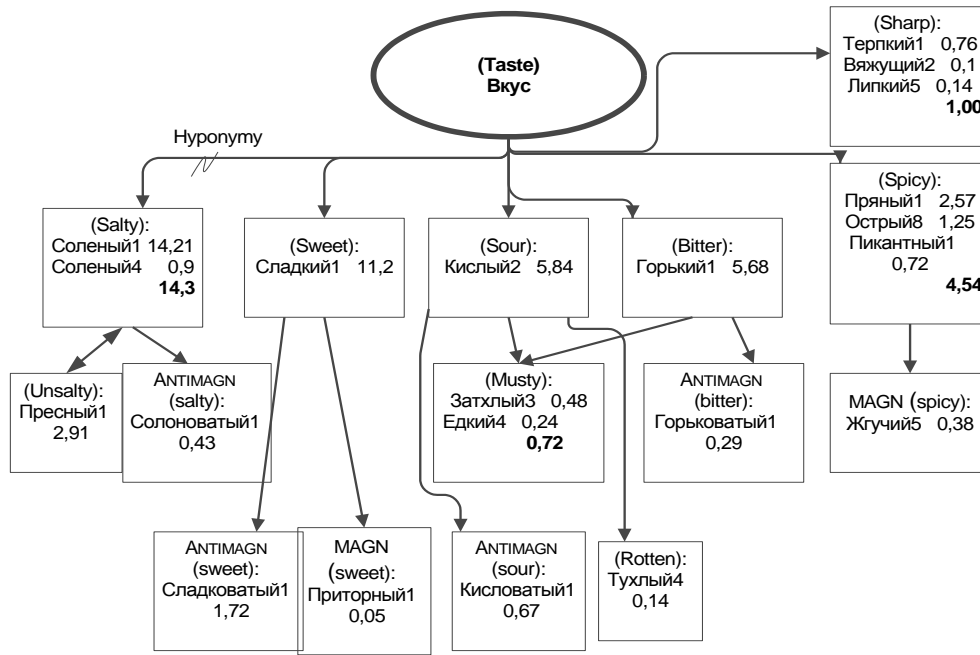 (Taste)
Вкус
(Sharp):
Терпкий1 0,76
Вяжущий2 0,1
Липкий5 0,14
1,00
Hyponymy
(Salty):
Соленый1 14,21
Соленый4 0,9
14,3
(Sweet):
Сладкий1 11,2
(Sour):
Кислый2 5,84
(Bitter):
Горький1 5,68
(Spicy):
Пряный1 2,57
Острый8 1,25
Пикантный1
0,72
4,54
(Unsalty):
Пресный1
2,91
ANTIMAGN
(salty):
Солоноватый1
0,43
(Musty):
Затхлый3 0,48
Едкий4 0,24
0,72
ANTIMAGN
(bitter):
Горьковатый1
0,29
MAGN (spicy):
Жгучий5 0,38
ANTIMAGN
(sweet):
Сладковатый1
1,72
MAGN
(sweet):
Приторный1
0,05
ANTIMAGN
(sour):
Кисловатый1
0,67
(Rotten):
Тухлый4
0,14